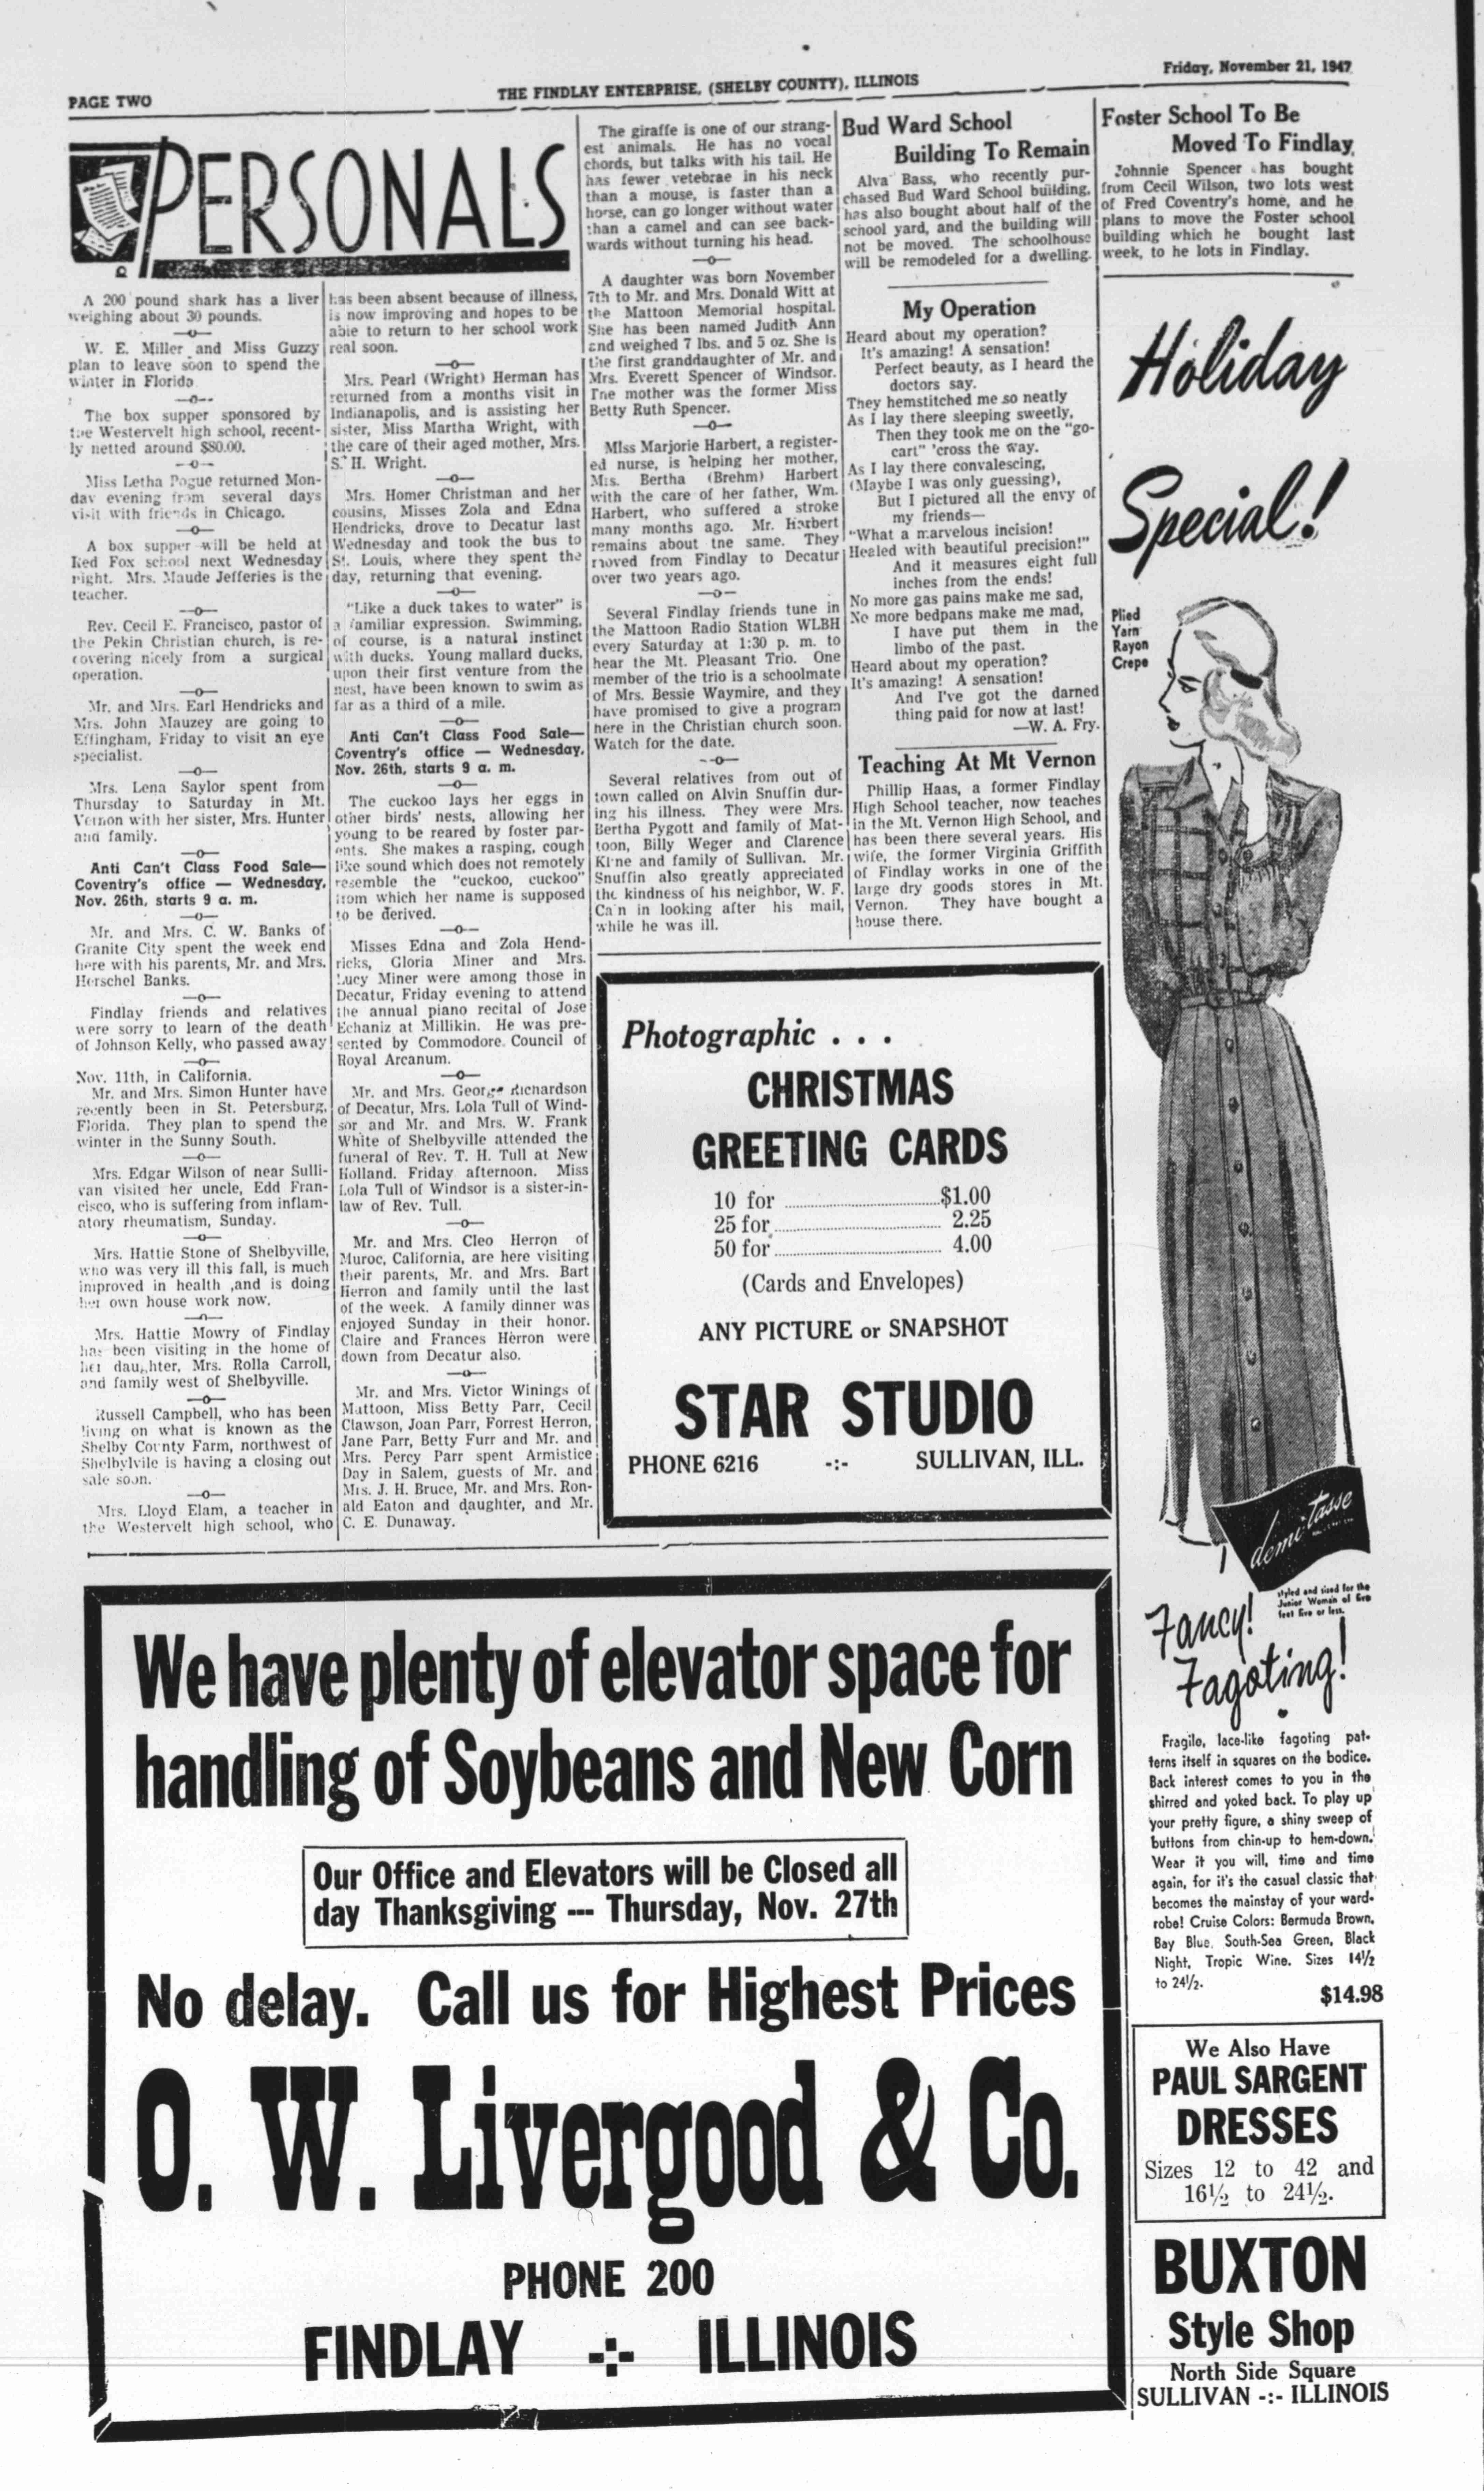 PAGE TWO
THE FINDLAY ENTERPRISE, (SHELBY COUNTY), ILLINOIS
Friday, November 21, 1947
PERSONALS
A 200 pound shark has a liver
weighing about 30 pounds.
—o—
W. E. Miller and Miss Guzzy
plan to leave soon to spend the
winter in Florida
—o—
The box supper sponsored by
the Westervelt high school, recent-
ly netted around $80.00.
—o—
Miss Letha Pogue returned Mon-
day evening from several days
visit with friends in Chicago.
—o—
A box supper will be held at
Red Fox school next Wednesday
night. Mrs. Maude Jefferies is the
teacher.
—o—
Rev. Cecil E. Francisco, pastor of
the Pekin Christian church, is re-
covering nicely from a surgical
operation.
—o—
Mr. and Mrs. Earl Hendricks and
Mrs. John Mauzey are going to
Effingham, Friday to visit an eye
specialist.
—o—
Mrs. Lena Saylor spent from
Thursday to Saturday in Mt.
Vernon with her sister, Mrs. Hunter
and family.
—o—
Anti Can't Class Food Sale—
Coventry's office — Wednesday,
Nov. 26th, starts 9 a. m.
—o—
Mr. and Mrs. C. W. Banks of
Granite City spent the week end
here with his parents, Mr. and Mrs.
Herschel Banks.
—o—
Findlay friends and relatives
were sorry to learn of the death
of Johnson Kelly, who passed away
—o—
Nov. 11th, in California.
Mr. and Mrs. Simon Hunter have
recently been in St. Petersburg,
Florida. They plan to spend the
winter in the Sunny South.
—o—
Mrs. Edgar Wilson of near Sulli-
van visited her uncle, Edd Fran-
cisco, who is suffering from inflam-
atory rheumatism, Sunday.
—o—
Mrs. Hattie Stone of Shelbyville,
who was very ill this fall, is much
improved in health ,and is doing
her own house work now.
—o—
Mrs. Hattie Mowry of Findlay
has been visiting in the home of
her daughter, Mrs. Rolla Carroll,
and family west of Shelbyville.
—o—
Russell Campbell, who has been
living on what is known as the
Shelby County Farm, northwest of
Shelbylvile is having a closing out
sale soon.
—o—
Mrs. Lloyd Elam, a teacher in
the Westervelt high school, who
has been absent because of illness,
is now improving and hopes to be
able to return to her school work
real soon.
—o—
Mrs. Pearl (Wright) Herman has
returned from a months visit in
Indianapolis, and is assisting her
sister, Miss Martha Wright, with
the care of their aged mother, Mrs.
S. H. Wright.
—o—
Mrs. Homer Christman and her
cousins, Misses Zola and Edna
Hendricks, drove to Decatur last
Wednesday and took the bus to
St. Louis, where they spent the
day, returning that evening.
—o—
"Like a duck takes to water" is
a familiar expression. Swimming,
of course, is a natural instinct
with ducks. Young mallard ducks,
upon their first venture from the
nest, have been known to swim as
far as a third of a mile.
—o—
Anti Can't Class Food Sale—
Coventry's office — Wednesday,
Nov. 26th, starts 9 a. m.
—o—
The cuckoo lays her eggs in
other birds' nests, allowing her
young to be reared by foster par-
ents. She makes a rasping, cough
like sound which does not remotely
resemble the "cuckoo, cuckoo"
from which her name is supposed
to be derived.
—o—
Misses Edna and Zola Hend-
ricks, Gloria Miner and Mrs.
Lucy Miner were among those in
Decatur, Friday evening to attend
the annual piano recital of Jose
Echaniz at Millikin. He was pre-
sented by Commodore Council of
Royal Arcanum.
—o—
Mr. and Mrs. George Richardson
of Decatur, Mrs. Lola Tull of Wind-
sor and Mr. and Mrs. W. Frank
White of Shelbyville attended the
funeral of Rev. T. H. Tull at New
Holland. Friday afternoon. Miss
Lola Tull of Windsor is a sister-in-
law of Rev. Tull.
—o—
Mr. and Mrs. Cleo Herron of
Muroc, California, are here visiting
their parents, Mr. and Mrs. Bart
Herron and family until the last
of the week. A family dinner was
enjoyed Sunday in their honor.
Claire and Frances Herron were
down from Decatur also.
—o—
Mr. and Mrs. Victor Winings of
Mattoon, Miss Betty Parr, Cecil
Clawson, Joan Parr, Forrest Herron,
Jane Parr, Betty Furr and Mr. and
Mrs. Percy Parr spent Armistice
Day in Salem, guests of Mr. and
Mrs. J. H. Bruce, Mr. and Mrs. Ron-
ald Eaton and daughter, and Mr.
C. E. Dunaway.
The giraffe is one of our strang-
est animals. He has no vocal
chords, but talks with his tail. He
has fewer vetebrae in his neck
than a mouse, is faster than a
horse, can go longer without water
than a camel and can see back-
wards without turning his head.
—o—
A daughter was born November
7th to Mr. and Mrs. Donald Witt at
the Mattoon Memorial hospital.
She has been named Judith Ann
and weighed 7 lbs. and 5 oz. She is
the first granddaughter of Mr. and
Mrs. Everett Spencer of Windsor.
The mother was the former Miss
Betty Ruth Spencer.
—o—
Miss Marjorie Harbert, a register-
ed nurse, is helping her mother,
Mrs. Bertha (Brehm) Harbert
with the care of her father, Wm.
Harbert, who suffered a stroke
many months ago. Mr. Harbert
remains about the same. They
moved from Findlay to Decatur
over two years ago.
—o—
Several Findlay friends tune in
the Mattoon Radio Station WLBH
every Saturday at 1:30 p. m. to
hear the Mt. Pleasant Trio. One
member of the trio is a schoolmate
of Mrs. Bessie Waymire, and they
have promised to give a program
here in the Christian church soon.
Watch for the date.
—o—
Several relatives from out of
town called on Alvin Snuffin dur-
ing his illness. They were Mrs.
Bertha Pygott and family of Mat-
toon, Billy Weger and Clarence
Kline and family of Sullivan. Mr.
Snuffin also greatly appreciated
the kindness of his neighbor, W. F.
Cain in looking after his mail,
while he was ill.
Bud Ward School
Building To Remain
Alva Bass, who recently pur-
chased Bud Ward School building,
has also bought about half of the
school yard, and the building will
not be moved. The schoolhouse
will be remodeled for a dwelling.
My Operation
Heard about my operation?
It's amazing! A sensation!
Perfect beauty, as I heard the
doctors say.
They hemstitched me so neatly
As I lay there sleeping sweetly,
Then they took me on the "go-
cart" 'cross the way.
As I lay there convalescing,
(Maybe I was only guessing),
But I pictured all the envy of
my friends—
"What a marvelous incision!
Healed with beautiful precision!"
And it measures eight full
inches from the ends!
No more gas pains make me sad,
No more bedpans make me mad,
I have put them in the
limbo of the past.
Heard about my operation?
It's amazing! A sensation!
And I've got the darned
thing paid for now at last!
—W. A. Fry.
Teaching At Mt Vernon
Phillip Haas, a former Findlay
High School teacher, now teaches
in the Mt. Vernon High School, and
has been there several years. His
wife, the former Virginia Griffith
of Findlay works in one of the
large dry goods stores in Mt.
Vernon. They have bought a
house there.
Foster School To Be
Moved To Findlay
Johnnie Spencer has bought
from Cecil Wilson, two lots west
of Fred Coventry's home, and he
plans to move the Foster school
building which he bought last
week, to he lots in Findlay.
Photographic . . .
CHRISTMAS
GREETING CARDS
10 for ..............................$1.00
25 for.............................. 2.25
50 for.............................. 4.00
(Cards and Envelopes)
ANY PICTURE or SNAPSHOT
STAR STUDIO
PHONE 6216 -:- SULLIVAN, ILL.
We have plenty of elevator space for
handling of Soybeans and New Corn
Our Office and Elevators will be Closed all
day Thanksgiving --- Thursday, Nov. 27th
No delay. Call us for Highest Prices
O. W. Livergood & Co.
PHONE 200
FINDLAY -:- ILLINOIS
Holiday
Special!
Plied
Yarn
Rayon
Crepe
demi-tasse
styled and sized for the
Junior Woman of five
feet five or less.
Fancy!
Fagoting!
Fragile, lace-like fagoting pat-
terns itself in squares on the bodice.
Back interest comes to you in the
shirred and yoked back. To play up
your pretty figure, a shiny sweep of
buttons from chin-up to hem-down.
Wear it you will, time and time
again, for it's the casual classic that
becomes the mainstay of your ward-
robe! Cruise Colors: Bermuda Brown,
Bay Blue, South-Sea Green, Black
Night, Tropic Wine. Sizes 14½
to 24½.
$14.98
We Also Have
PAUL SARGENT
DRESSES
Sizes 12 to 42 and
16½ to 24½.
BUXTON
Style Shop
North Side Square
SULLIVAN -:- ILLINOIS